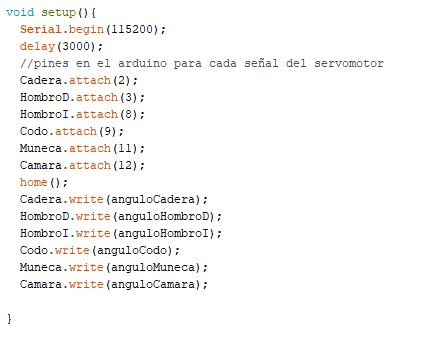 void setup(){
  Serial.begin(115200);
  delay(3000);
  //pines en el arduino para cada señal del servomotor
  Cadera.attach(2);
  HombroD.attach(3);
  HombroI.attach(8);
  Codo.attach(9);
  Muneca.attach(11);
  Camara.attach(12);
  home();
  Cadera.write(anguloCadera);
  HombroD.write(anguloHombroD);
  HombroI.write(anguloHombroI);
  Codo.write(anguloCodo);
  Muneca.write(anguloMuneca);
  Camara.write(anguloCamara);
}